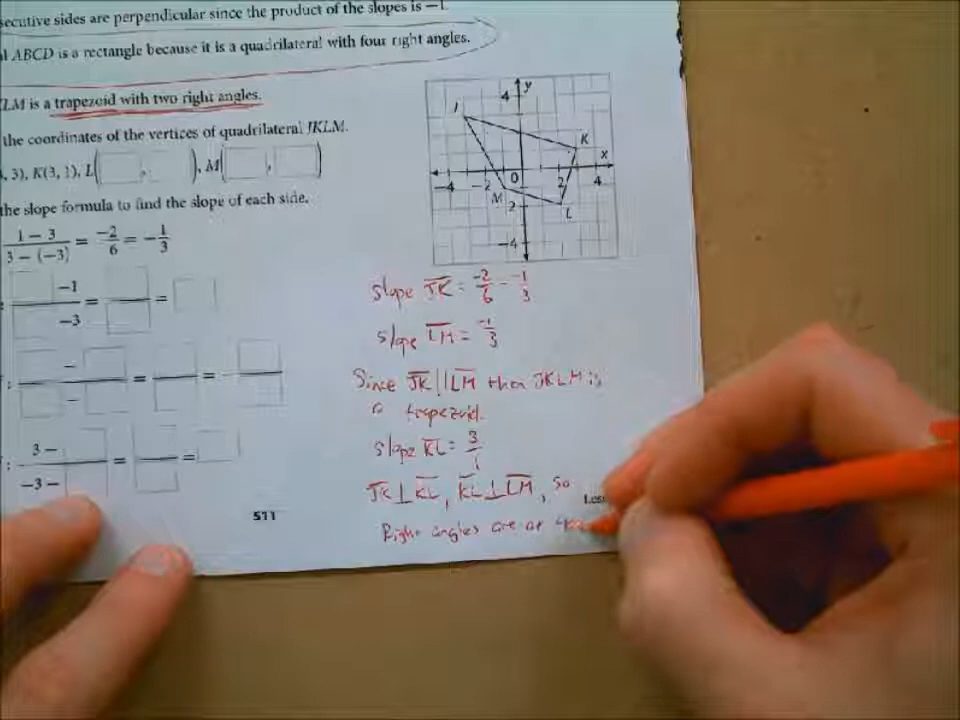 secutive sides are perpendicular since the product of the slopes is −1.
ABCD is a rectangle because it is a quadrilateral with four right angles.
KLM is a trapezoid with two right angles.
the coordinates of the vertices of quadrilateral JKLM.
, 3), K(3, 1), L( , ), M( , )
the slope formula to find the slope of each side.
1 − 3 / 3 − (−3) = −2/6 = −1/3
−1 / −3 = =
: − / − = =
: 3 − / −3 − = =
511
Les
y
4
J
K
x
−4 −2 0 2 4
M
2
L
−4
Slope JK = -2/6 = -1/3
Slope LM = -1/3
Since JK || LM then JKLM is
a trapezoid.
slope KL = 3/1
JK ⊥ KL, KL ⊥ LM, so
Right angles are at